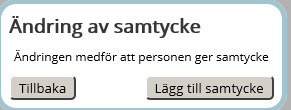 Ändring av samtycke
Ändringen medför att personen ger samtycke
Tillbaka
Lägg till samtycke